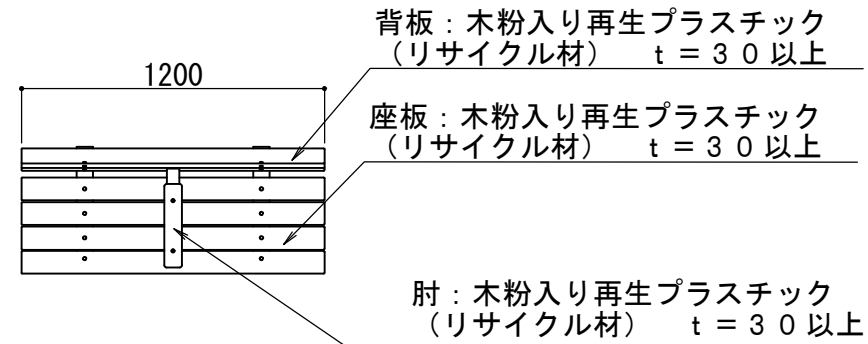 背板：木粉入り再生プラスチック
（リサイクル材）　ｔ＝３０以上
1200
座板：木粉入り再生プラスチック
（リサイクル材）　ｔ＝３０以上
肘：木粉入り再生プラスチック
（リサイクル材）　ｔ＝３０以上